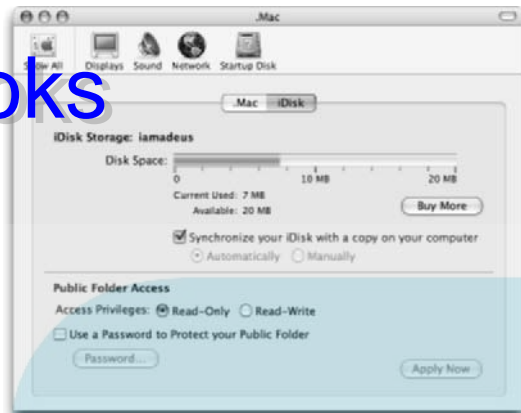 .Mac
Show All Displays Sound Network Startup Disk
oks
.Mac iDisk
iDisk Storage: iamadeus
Disk Space:
0 10 MB 20 MB
Current Used: 7 MB
Available: 20 MB
Buy More
Synchronize your iDisk with a copy on your computer
Automatically Manually
Public Folder Access
Access Privileges: Read-Only Read-Write
Use a Password to Protect your Public Folder
Password...
Apply Now